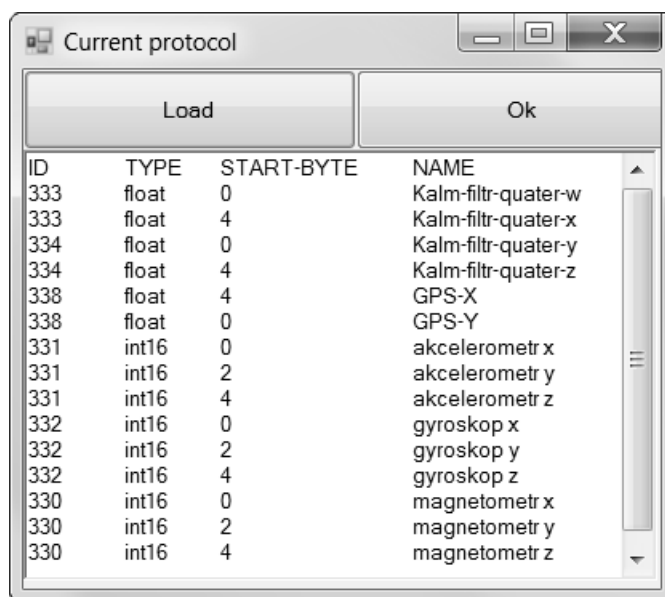 Current protocol
Load Ok
ID TYPE START-BYTE NAME
333 float 0 Kalm-filtr-quater-w
333 float 4 Kalm-filtr-quater-x
334 float 0 Kalm-filtr-quater-y
334 float 4 Kalm-filtr-quater-z
338 float 4 GPS-X
338 float 0 GPS-Y
331 int16 0 akcelerometr x
331 int16 2 akcelerometr y
331 int16 4 akcelerometr z
332 int16 0 gyroskop x
332 int16 2 gyroskop y
332 int16 4 gyroskop z
330 int16 0 magnetometr x
330 int16 2 magnetometr y
330 int16 4 magnetometr z